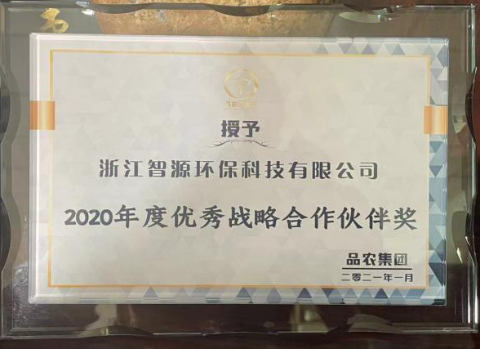 授予
浙江智源环保科技有限公司
2020年度优秀战略合作伙伴奖
品农集团
二零二一年一月